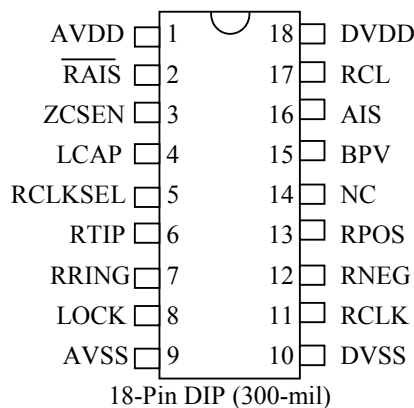 AVDD 1 18 DVDD
RAIS 2 17 RCL
ZCSEN 3 16 AIS
LCAP 4 15 BPV
RCLKSEL 5 14 NC
RTIP 6 13 RPOS
RRING 7 12 RNEG
LOCK 8 11 RCLK
AVSS 9 10 DVSS
18-Pin DIP (300-mil)